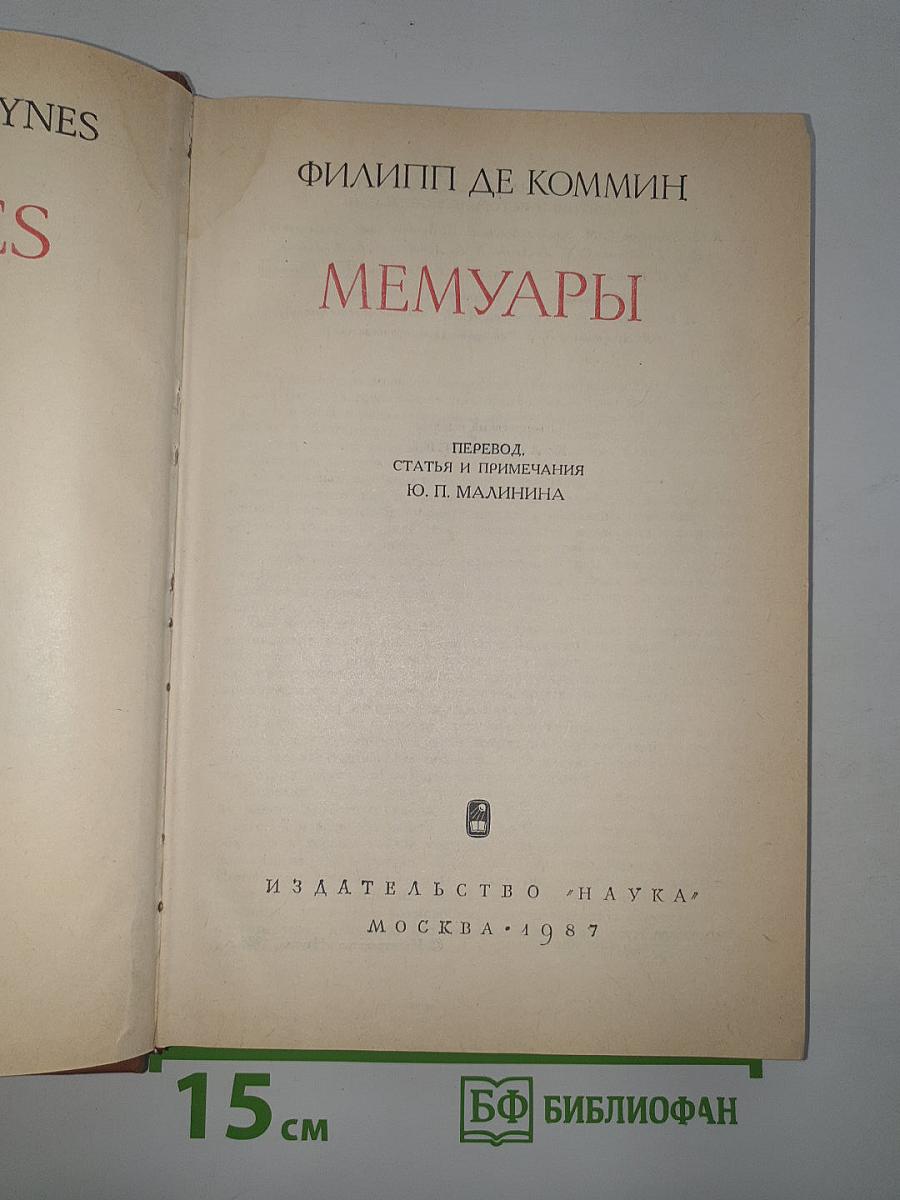 YNES
ES
ФИЛИПП ДЕ КОММИН
МЕМУАРЫ
ПЕРЕВОД,
СТАТЬЯ И ПРИМЕЧАНИЯ
Ю. П. МАЛИНИНА
ИЗДАТЕЛЬСТВО "НАУКА"
МОСКВА · 1987
15 см
БФ БИБЛИОФАН